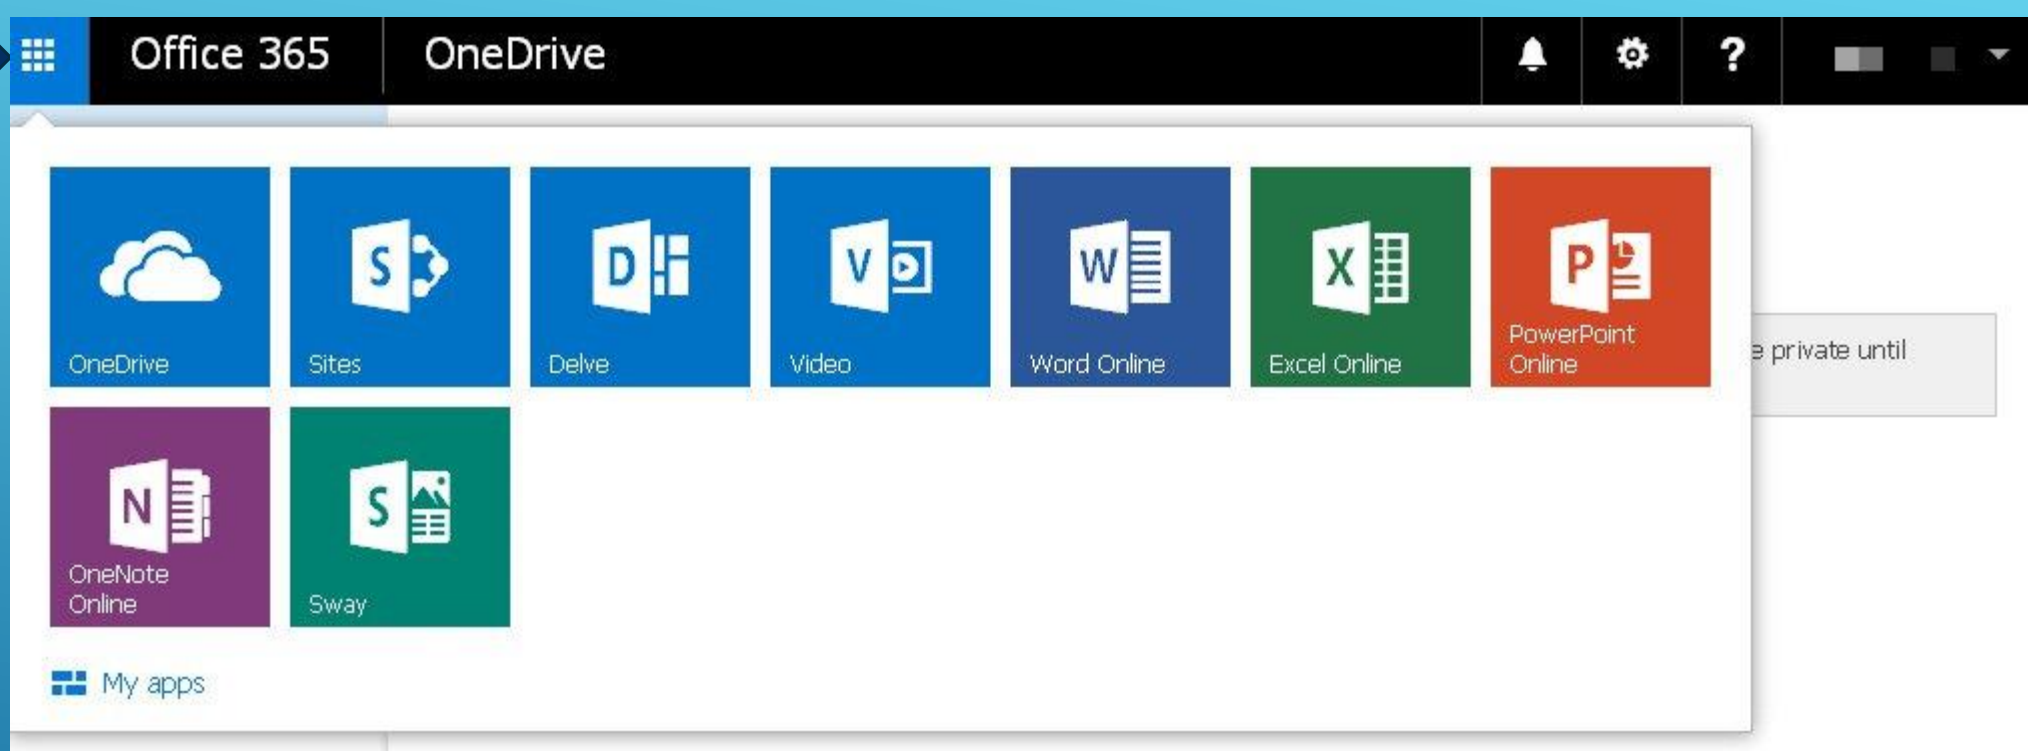 Office 365
OneDrive
?
OneDrive
S
Sites
D
Delve
V
Video
W
Word Online
X
Excel Online
P
PowerPoint
Online
e private until
N
OneNote
Online
S
Sway
My apps